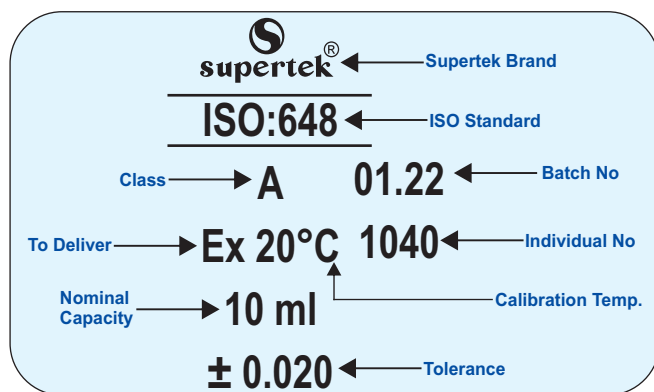 supertek®
Supertek Brand
ISO:648
ISO Standard
Class
A
01.22
Batch No
To Deliver
Ex 20°C
1040
Individual No
Nominal
Capacity
10 ml
Calibration Temp.
± 0.020
Tolerance